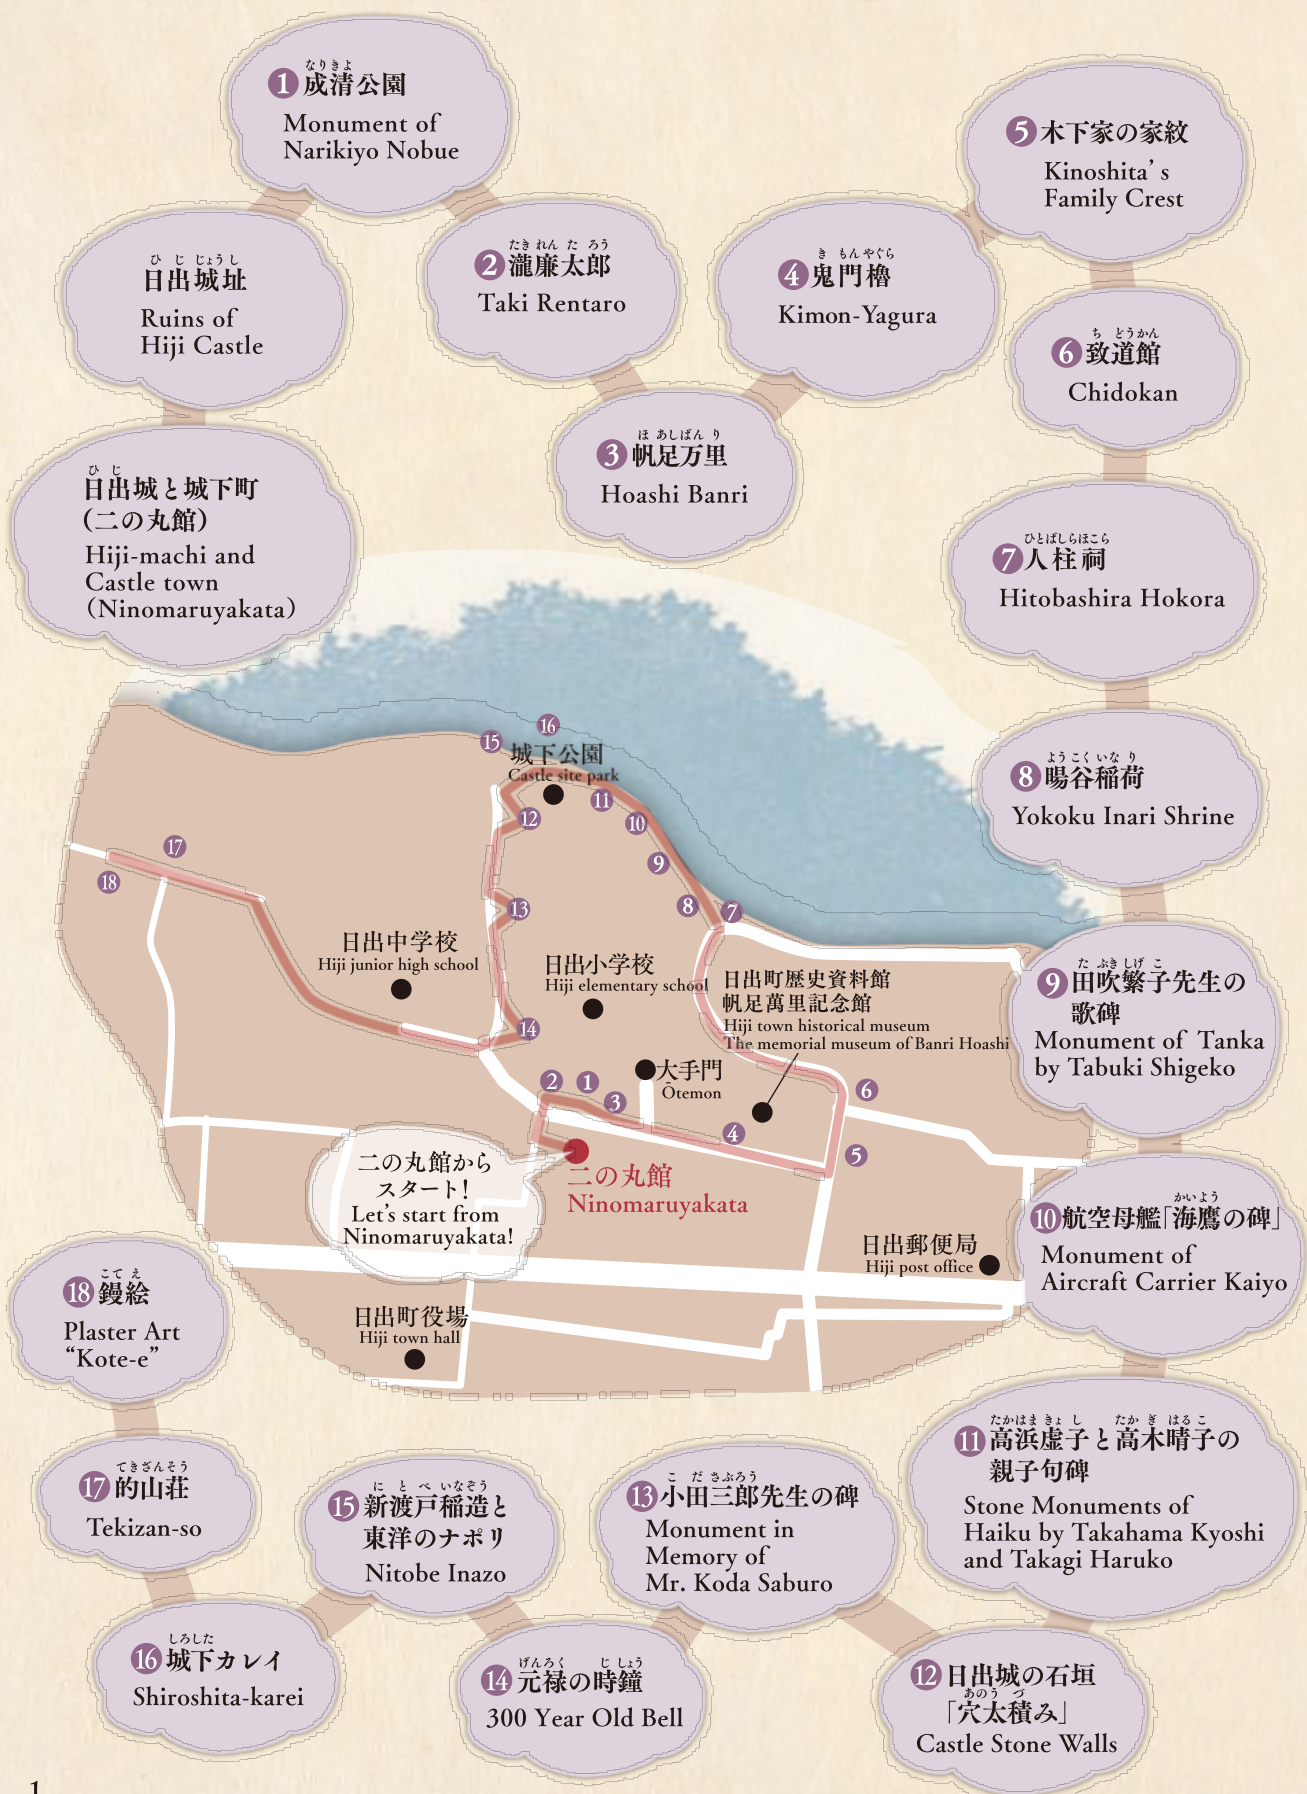 なりきよ
1 成清公園
Monument of
Narikiyo Nobue
ひ じ じょうし
日出城址
Ruins of
Hiji Castle
ひ じ
日出城と城下町
(二の丸館)
Hiji-machi and
Castle town
（Ninomaruyakata）
たき れん た ろう
2 瀧廉太郎
Taki Rentaro
ほ あしばん り
3 帆足万里
Hoashi Banri
き もんやぐら
4 鬼門櫓
Kimon-Yagura
5 木下家の家紋
Kinoshita’s
Family Crest
ち どうかん
6 致道館
Chidokan
ひとばしらほこら
7 人柱祠
Hitobashira Hokora
ようこくいなり
8 暘谷稲荷
Yokoku Inari Shrine
た ぶきしげ こ
9 田吹繁子先生の
歌碑
Monument of Tanka
by Tabuki Shigeko
かいよう
10 航空母艦「海鷹の碑」
Monument of
Aircraft Carrier Kaiyo
たかはまきょ し たか ぎ はるこ
11 高浜虚子と高木晴子の
親子句碑
Stone Monuments of
Haiku by Takahama Kyoshi
and Takagi Haruko
12 日出城の石垣
あのう づ
「穴太積み」
Castle Stone Walls
こ だ さぶろう
13 小田三郎先生の碑
Monument in
Memory of
Mr. Koda Saburo
げんろく じ しょう
14 元禄の時鐘
300 Year Old Bell
に と べ いなぞう
15 新渡戸稲造と
東洋のナポリ
Nitobe Inazo
しろした
16 城下カレイ
Shiroshita-karei
てきざんそう
17 的山荘
Tekizan-so
こて え
18 鏝絵
Plaster Art
“Kote-e”
16
15
城下公園
Castle site park
11
12
10
17
9
18
8
13
7
日出中学校
Hiji junior high school
日出小学校
Hiji elementary school
日出町歴史資料館
帆足萬里記念館
Hiji town historical museum
The memorial museum of Banri Hoashi
14
大手門
Ōtemon
2
1
3
6
4
5
二の丸館から
スタート!
Let’s start from
Ninomaruyakata!
二の丸館
Ninomaruyakata
日出郵便局
Hiji post office
日出町役場
Hiji town hall
1